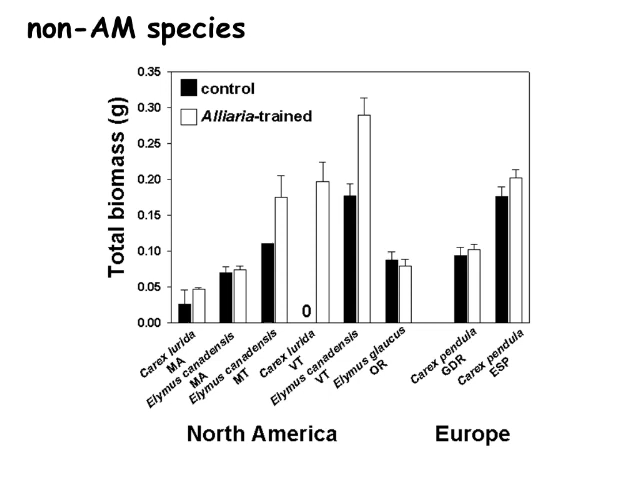 non-AM species
0.35
0.30
0.25
0.20
0.15
0.10
0.05
0.00
Total biomass (g)
control
Alliaria-trained
0
Carex lurida
MA
Elymus canadensis
MA
Elymus canadensis
MT
Carex lurida
VT
Elymus canadensis
VT
Elymus glaucus
OR
Carex pendula
GDR
Carex pendula
ESP
North America
Europe